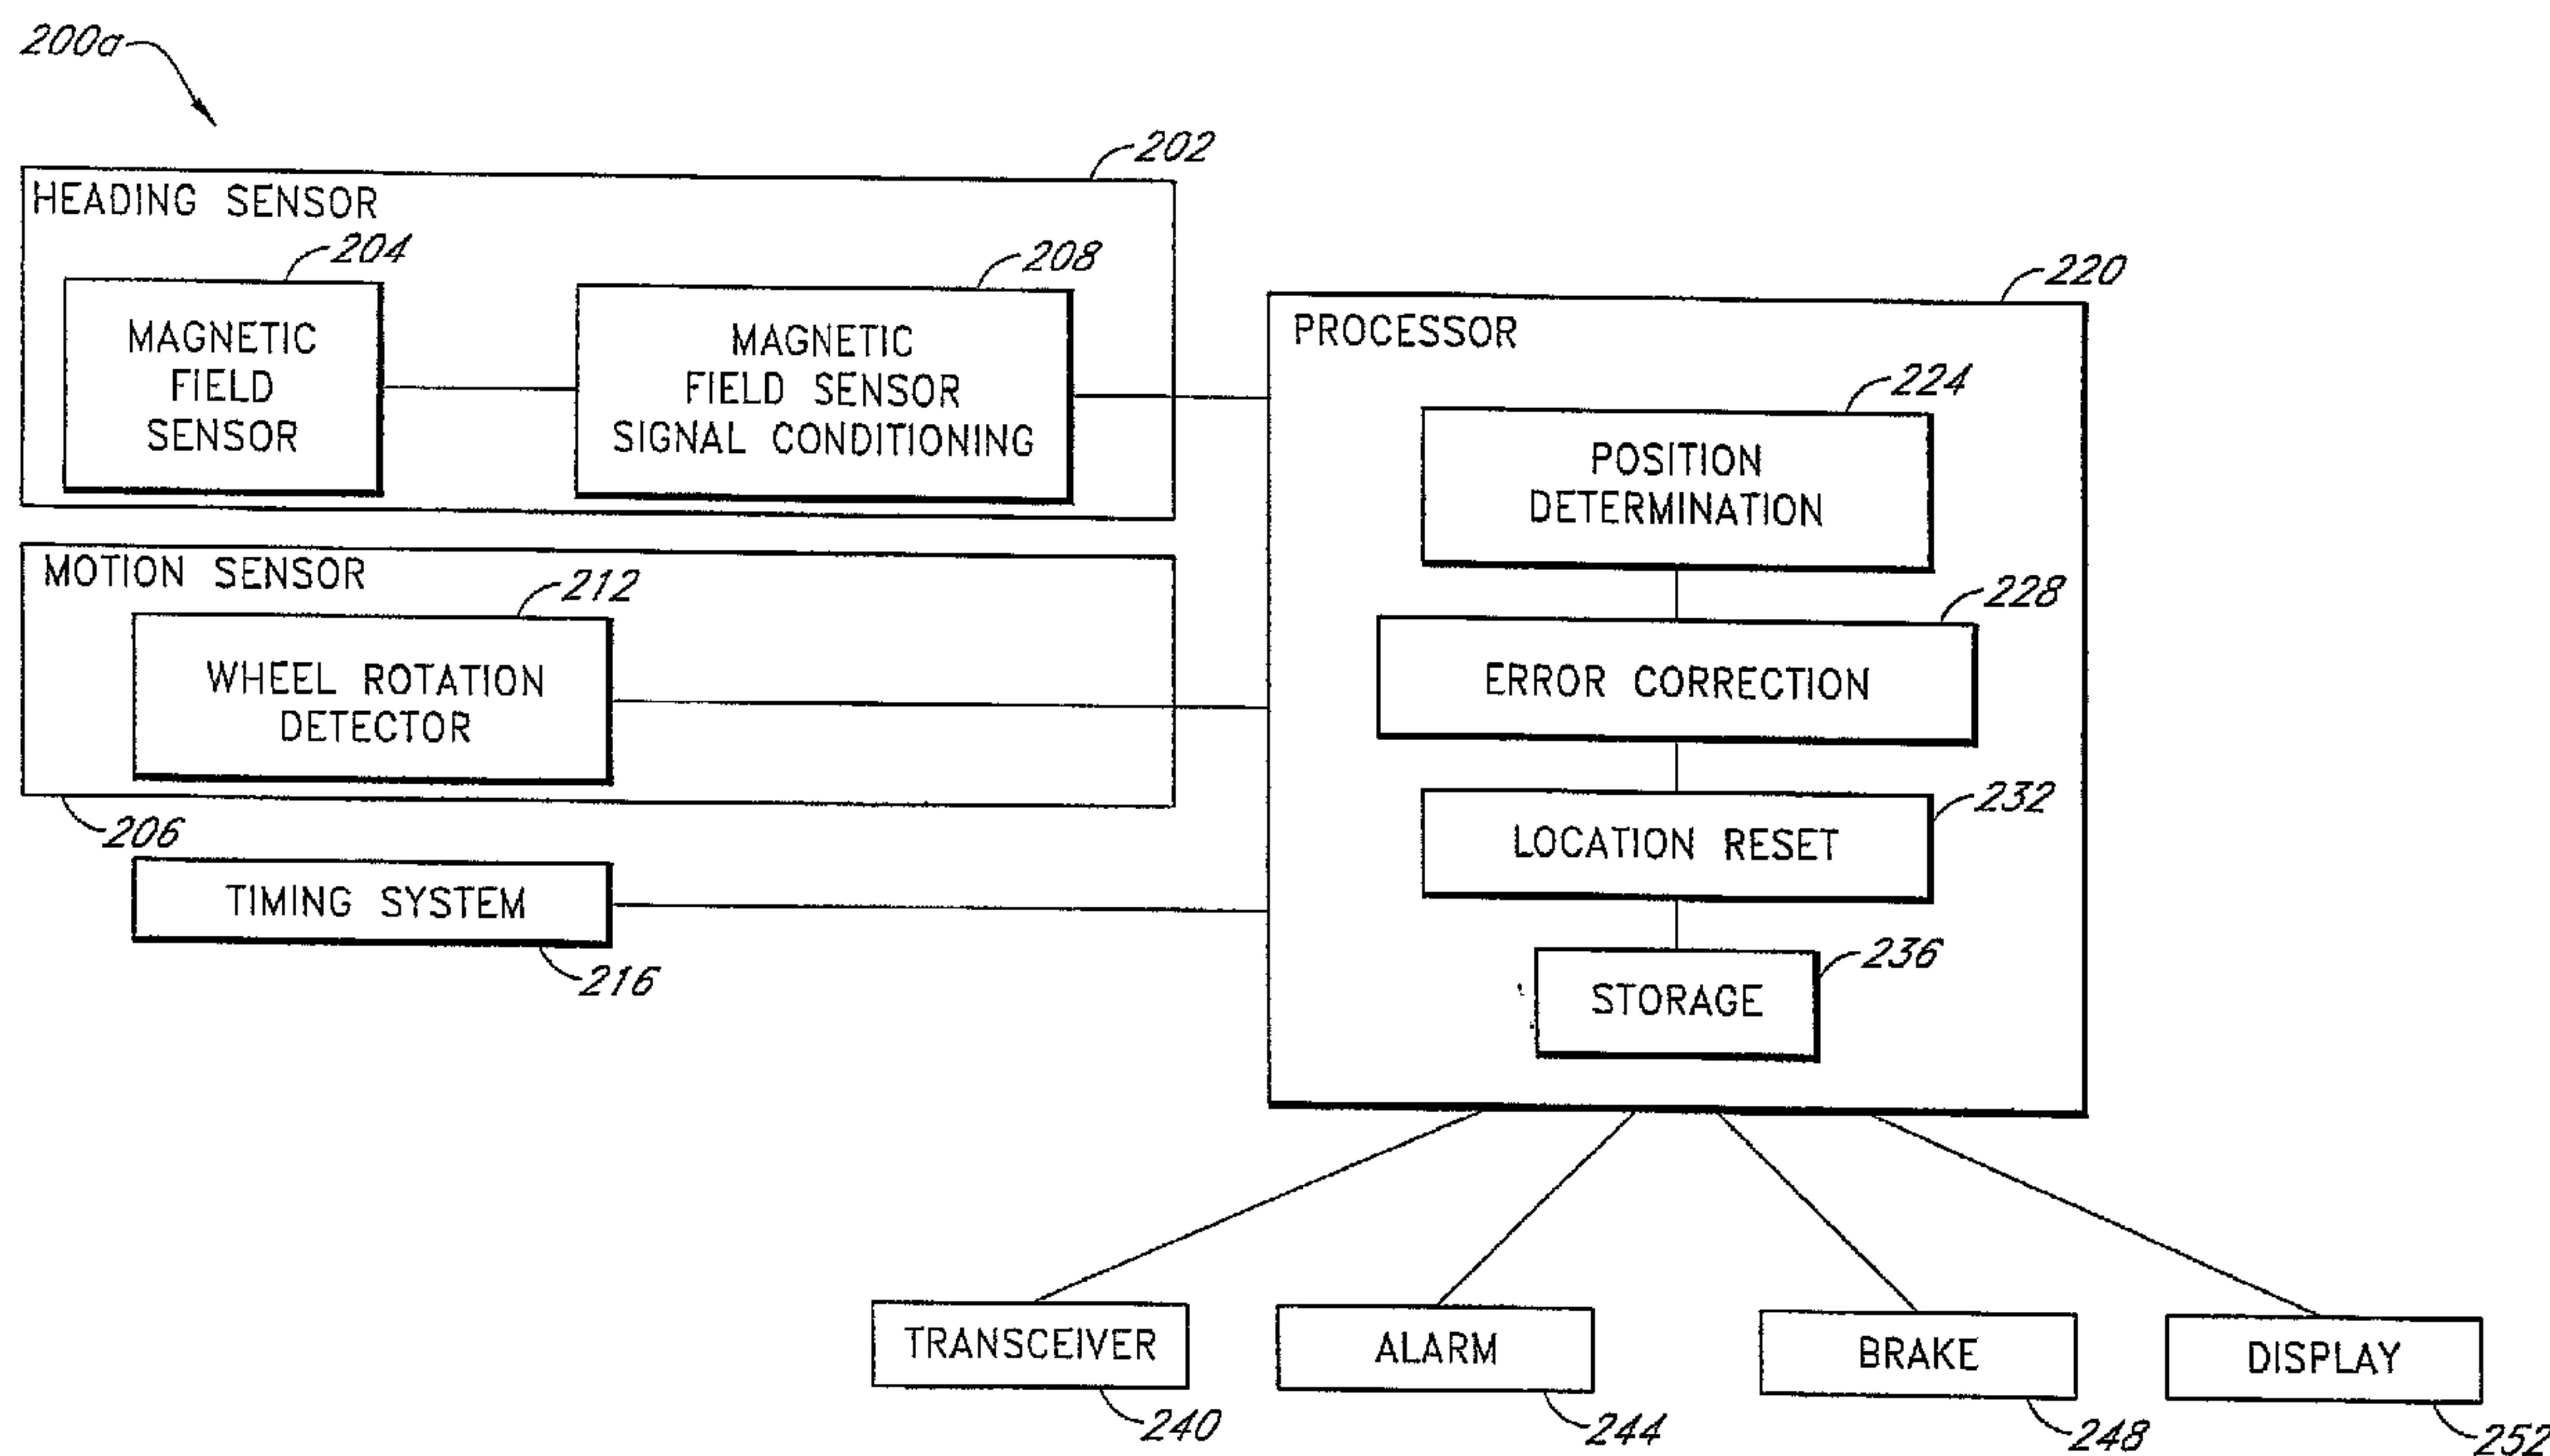 200a
202
HEADING SENSOR
204
MAGNETIC
FIELD
SENSOR
208
MAGNETIC
FIELD SENSOR
SIGNAL CONDITIONING
MOTION SENSOR
212
WHEEL ROTATION
DETECTOR
206
TIMING SYSTEM
216
220
PROCESSOR
224
POSITION
DETERMINATION
228
ERROR CORRECTION
232
LOCATION RESET
236
STORAGE
TRANSCEIVER
240
ALARM
244
BRAKE
248
DISPLAY
252